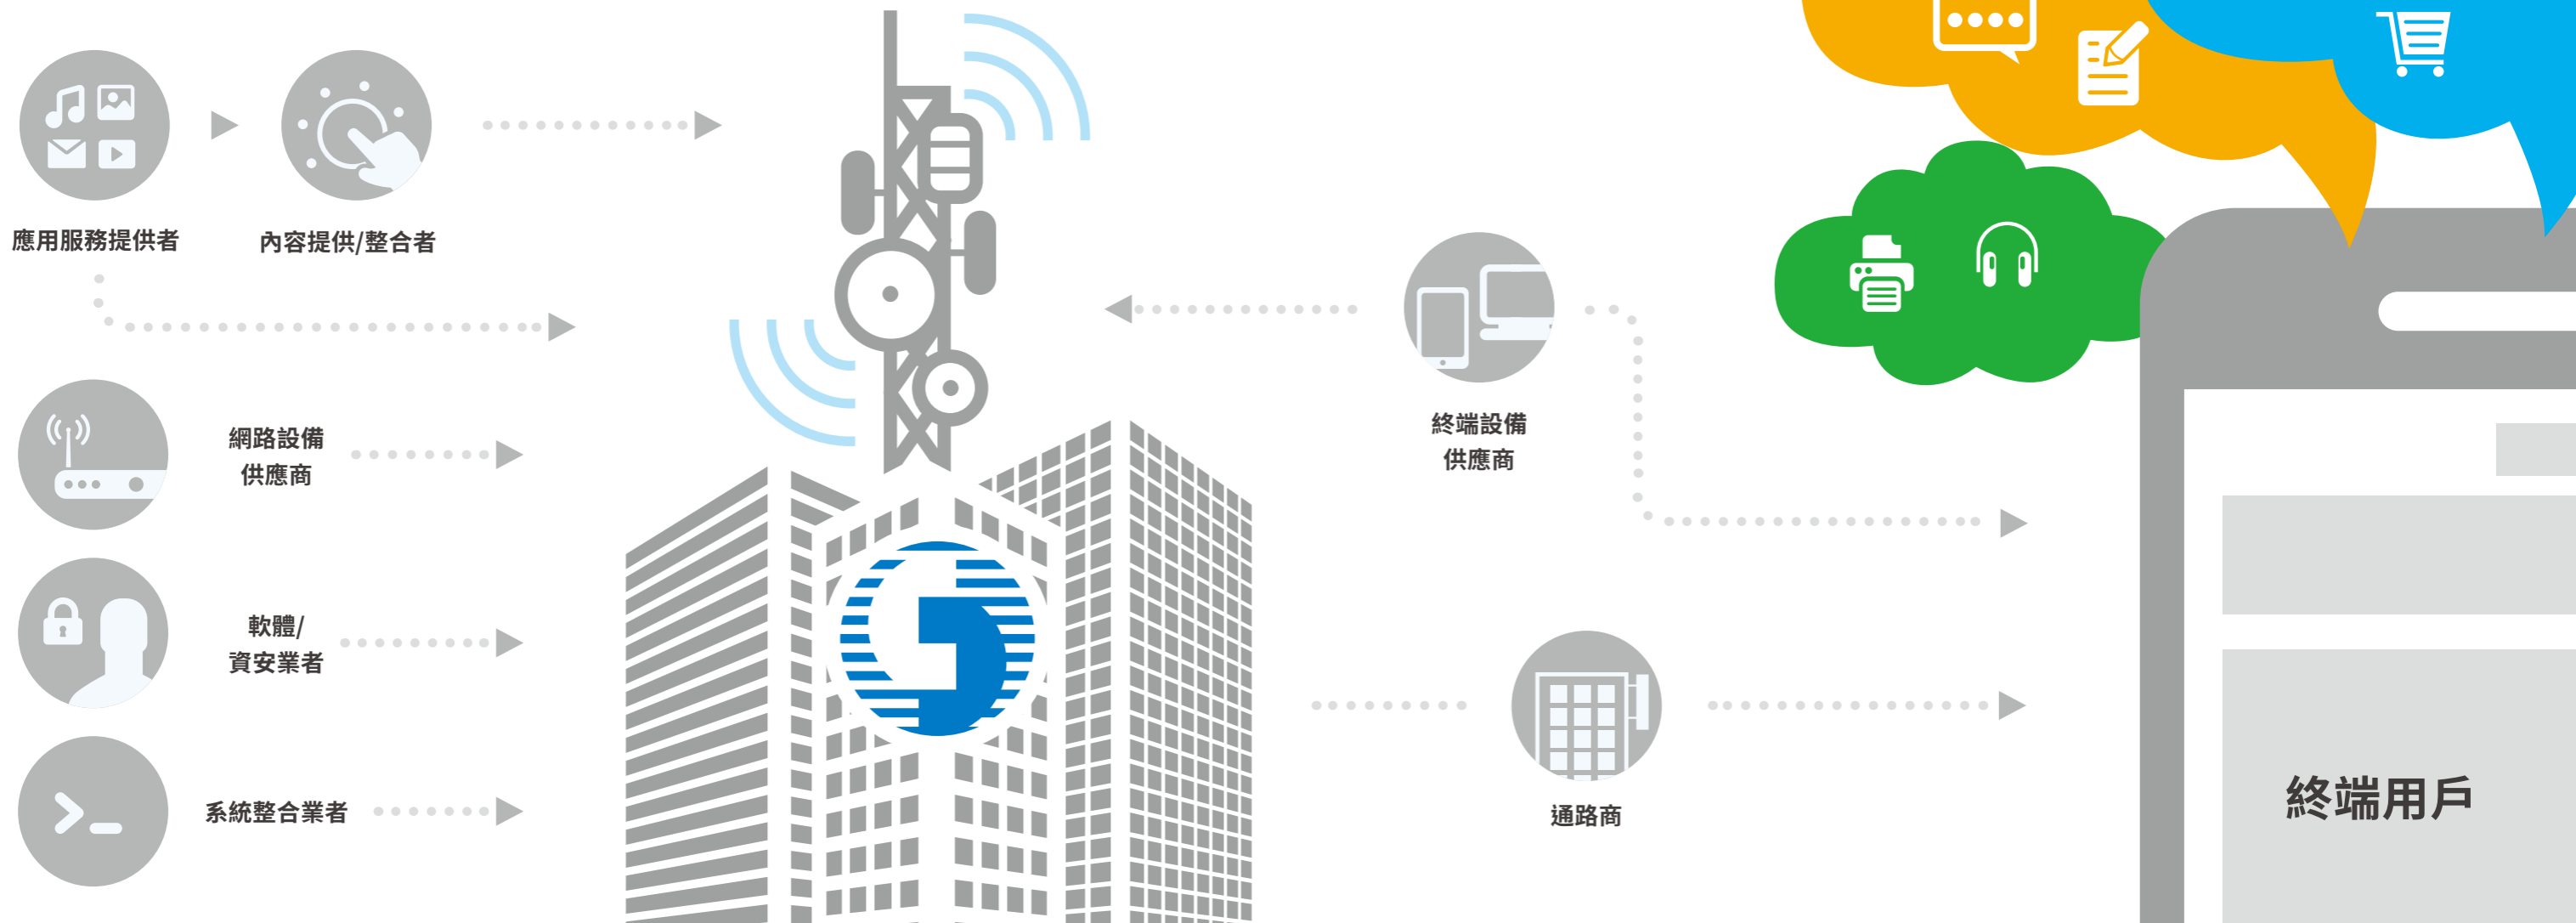 應用服務提供者
內容提供/整合者
網路設備
供應商
軟體/
資安業者
系統整合業者
終端設備
供應商
通路商
終端用戶